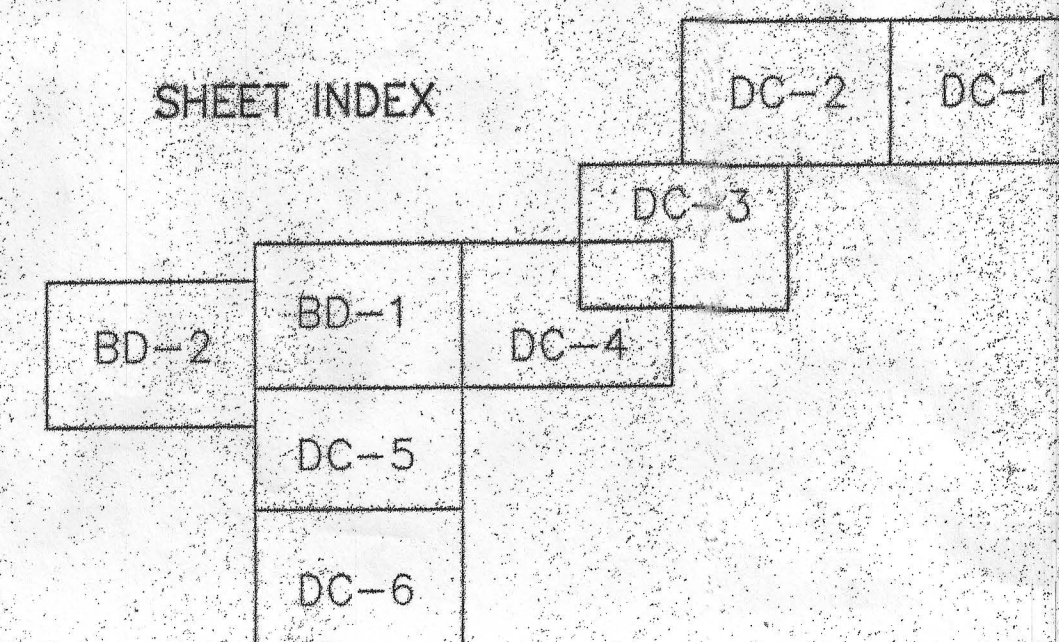 SHEET INDEX
DC-2
DC-1
DC-3
BD-1
DC-4
BD-2
DC-5
DC-6